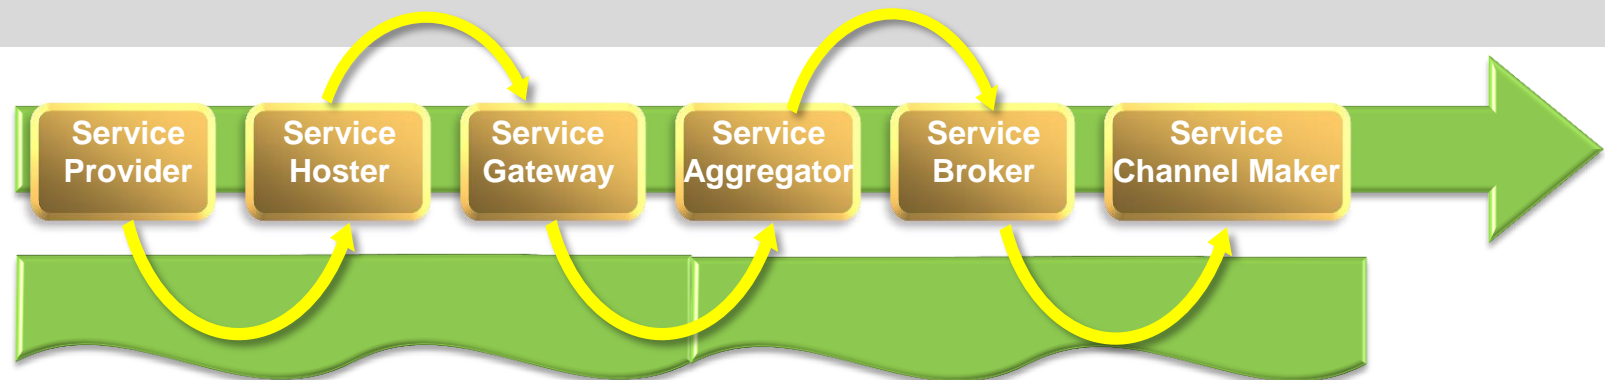 Service
Provider
Service
Hoster
Service
Gateway
Service
Aggregator
Service
Broker
Service
Channel Maker